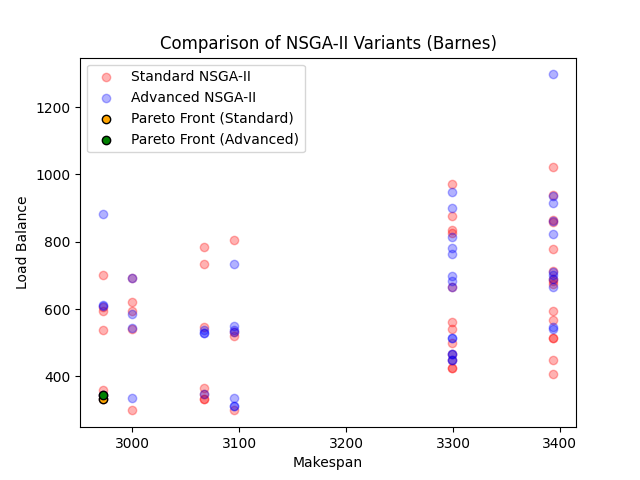 Comparison of NSGA-II Variants (Barnes)
Standard NSGA-II
Advanced NSGA-II
Pareto Front (Standard)
Pareto Front (Advanced)
1200
1000
800
600
400
Load Balance
3000 3100 3200 3300 3400
Makespan